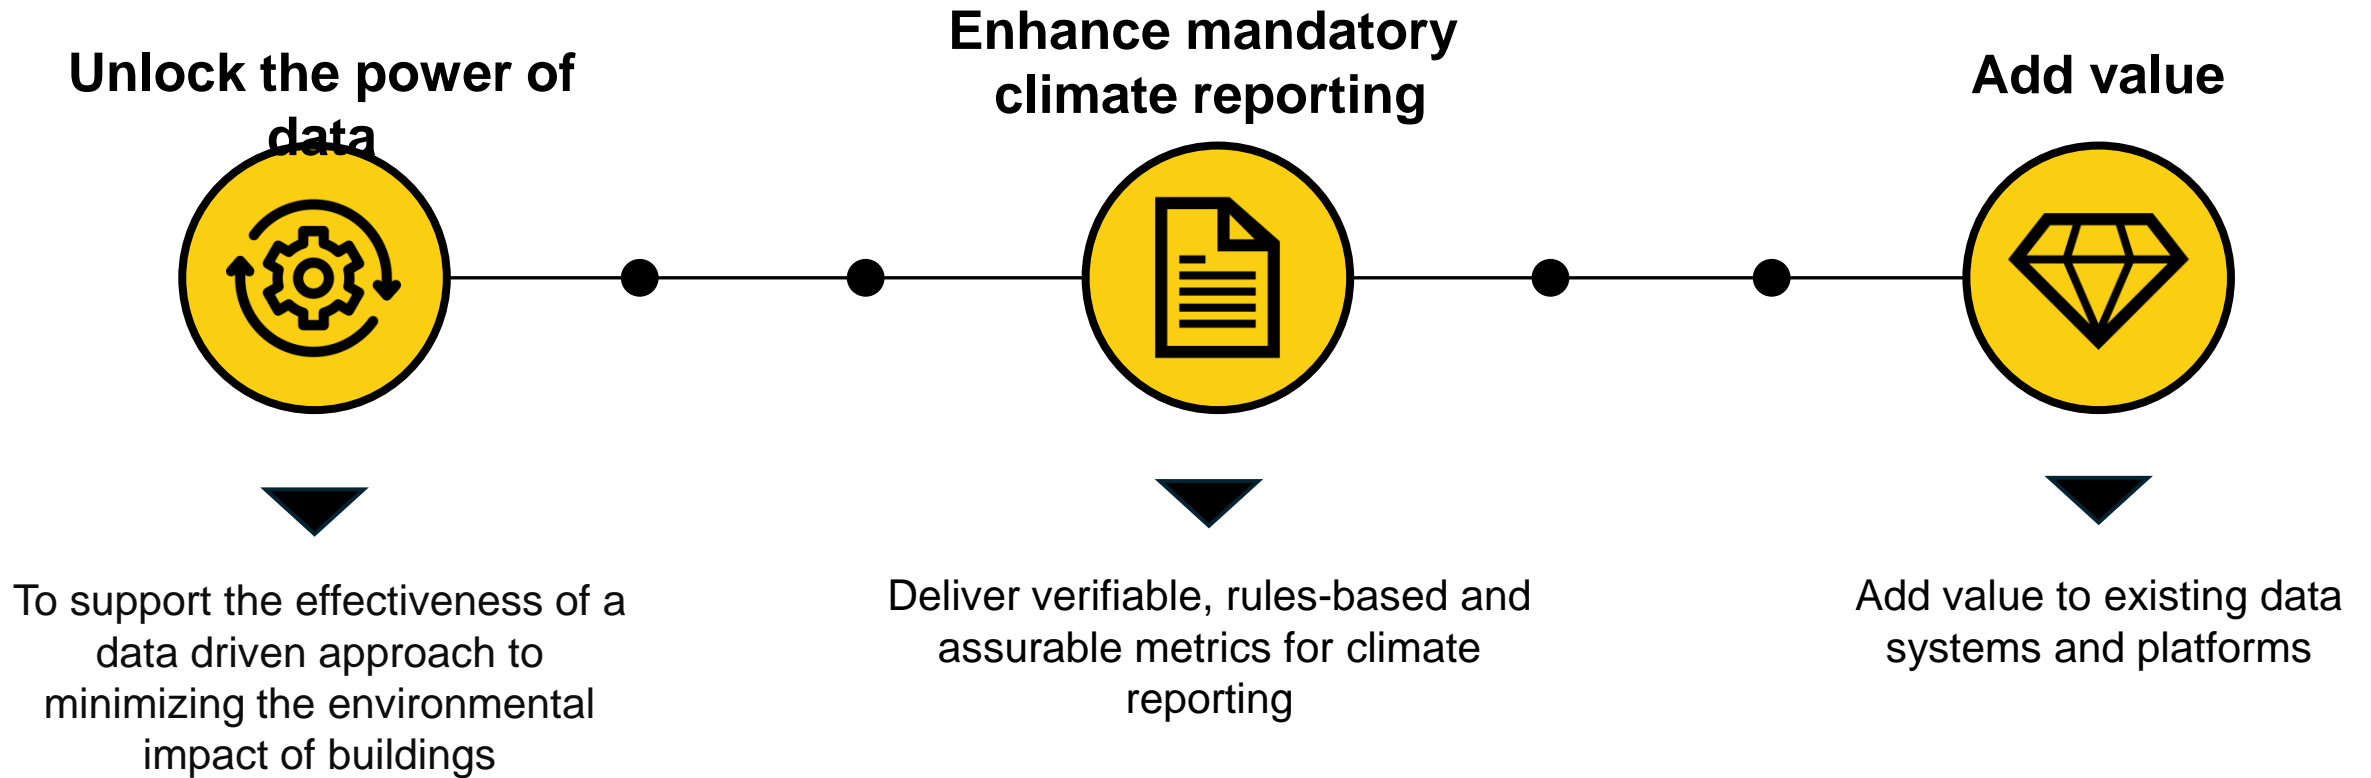 Unlock the power of
data
To support the effectiveness of a
data driven approach to
minimizing the environmental
impact of buildings
Enhance mandatory
climate reporting
Deliver verifiable, rules-based and
assurable metrics for climate
reporting
Add value
Add value to existing data
systems and platforms